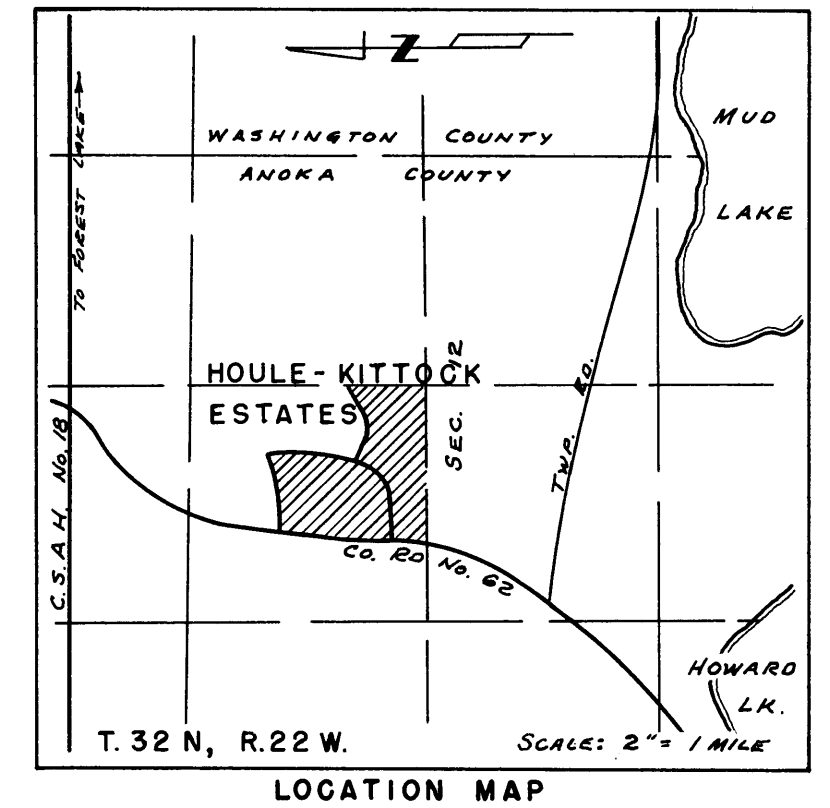 N
MUD
LAKE
WASHINGTON COUNTY
ANOKA COUNTY
TO FOREST LAKE
HOULE-KITTOCK
ESTATES
SEC. 12
TWP. RD.
C.S.A.H. No. 18
CO. RD No. 62
HOWARD
LK.
T. 32 N, R. 22 W.
SCALE: 2"= 1 MILE
LOCATION MAP